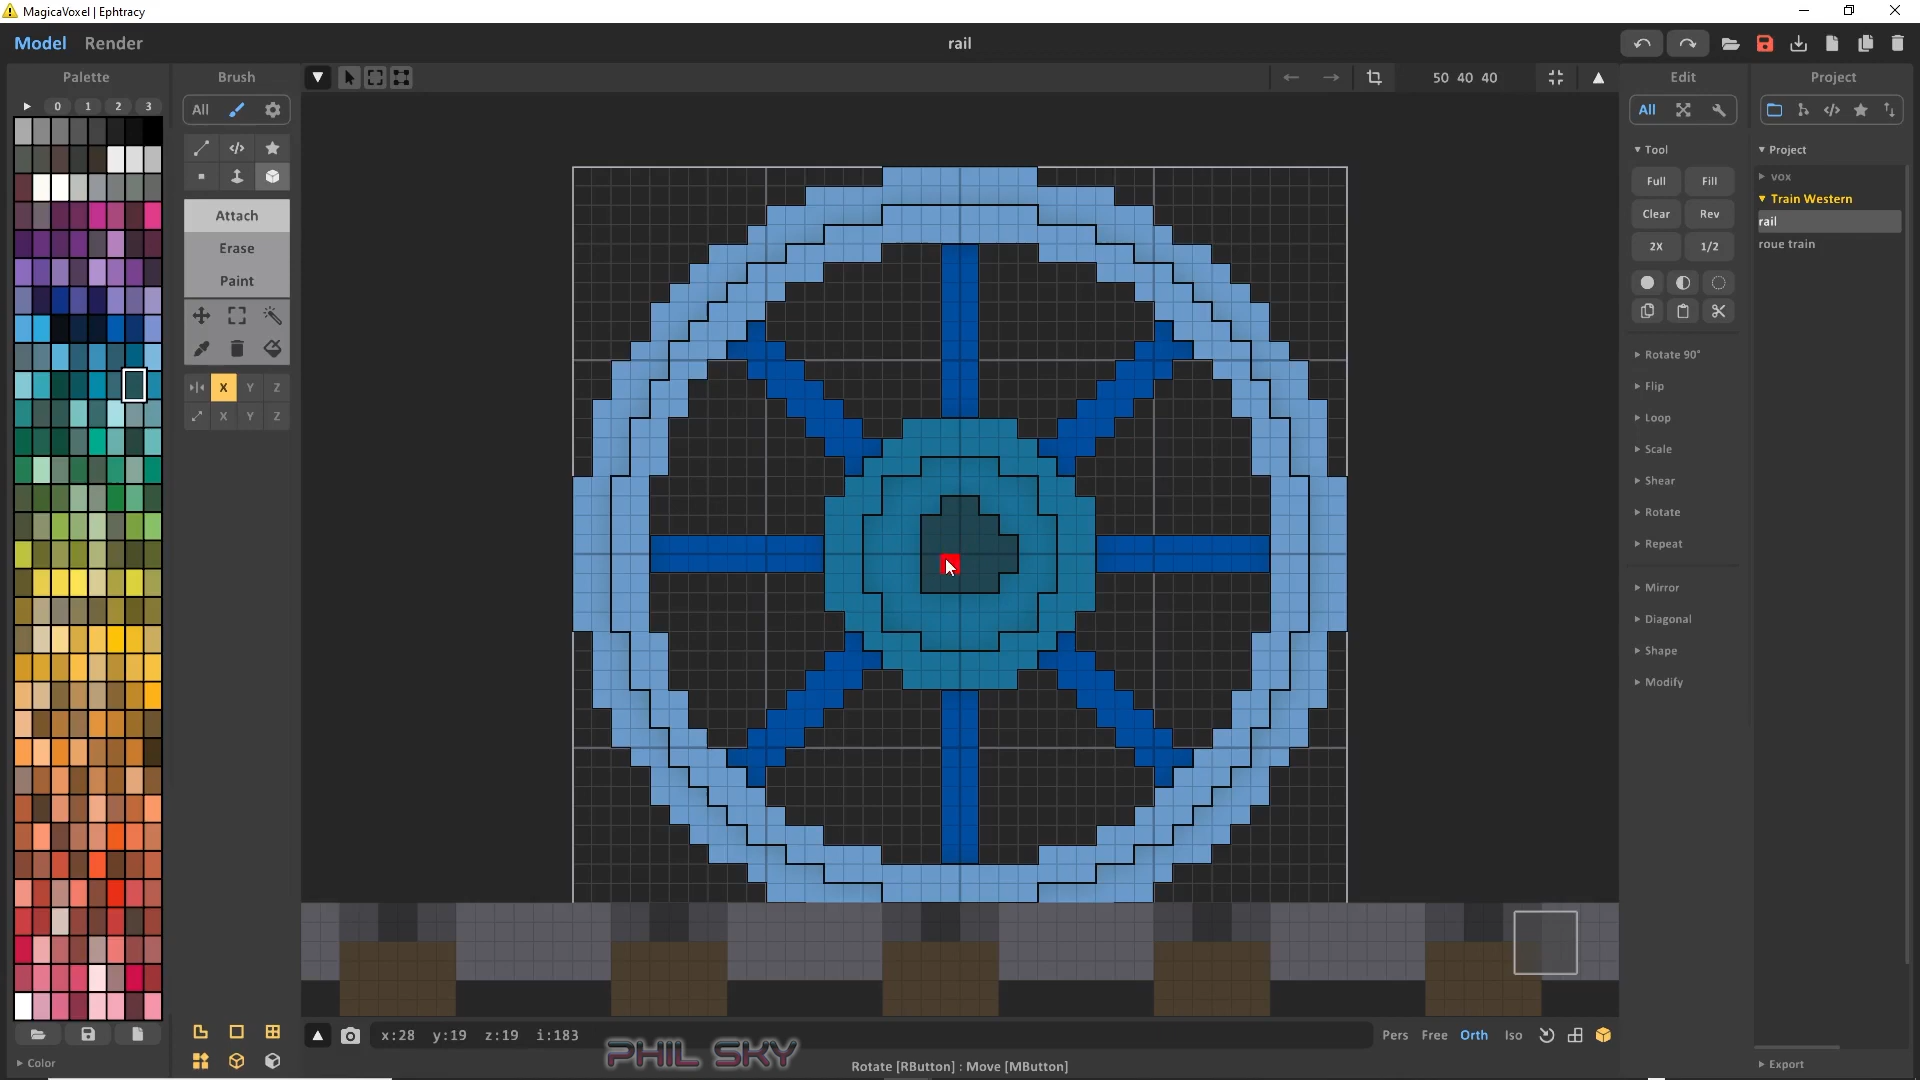 MagicaVoxel | Ephtracy
Model Render
rail
Palette
Brush
50 40 40
Edit
Project
0 1 2 3
All
All
Tool
Project
Full
Fill
vox
Train Western
Attach
Clear
Rev
rail
Erase
2X
1/2
roue train
Paint
Rotate 90°
X Y Z
Flip
X Y Z
Loop
Scale
Shear
Rotate
Repeat
Mirror
Diagonal
Shape
Modify
x:28 y:19 z:19 i:183
Pers Free Orth Iso
PHIL SKY
Color
Rotate [RButton] : Move [MButton]
Export